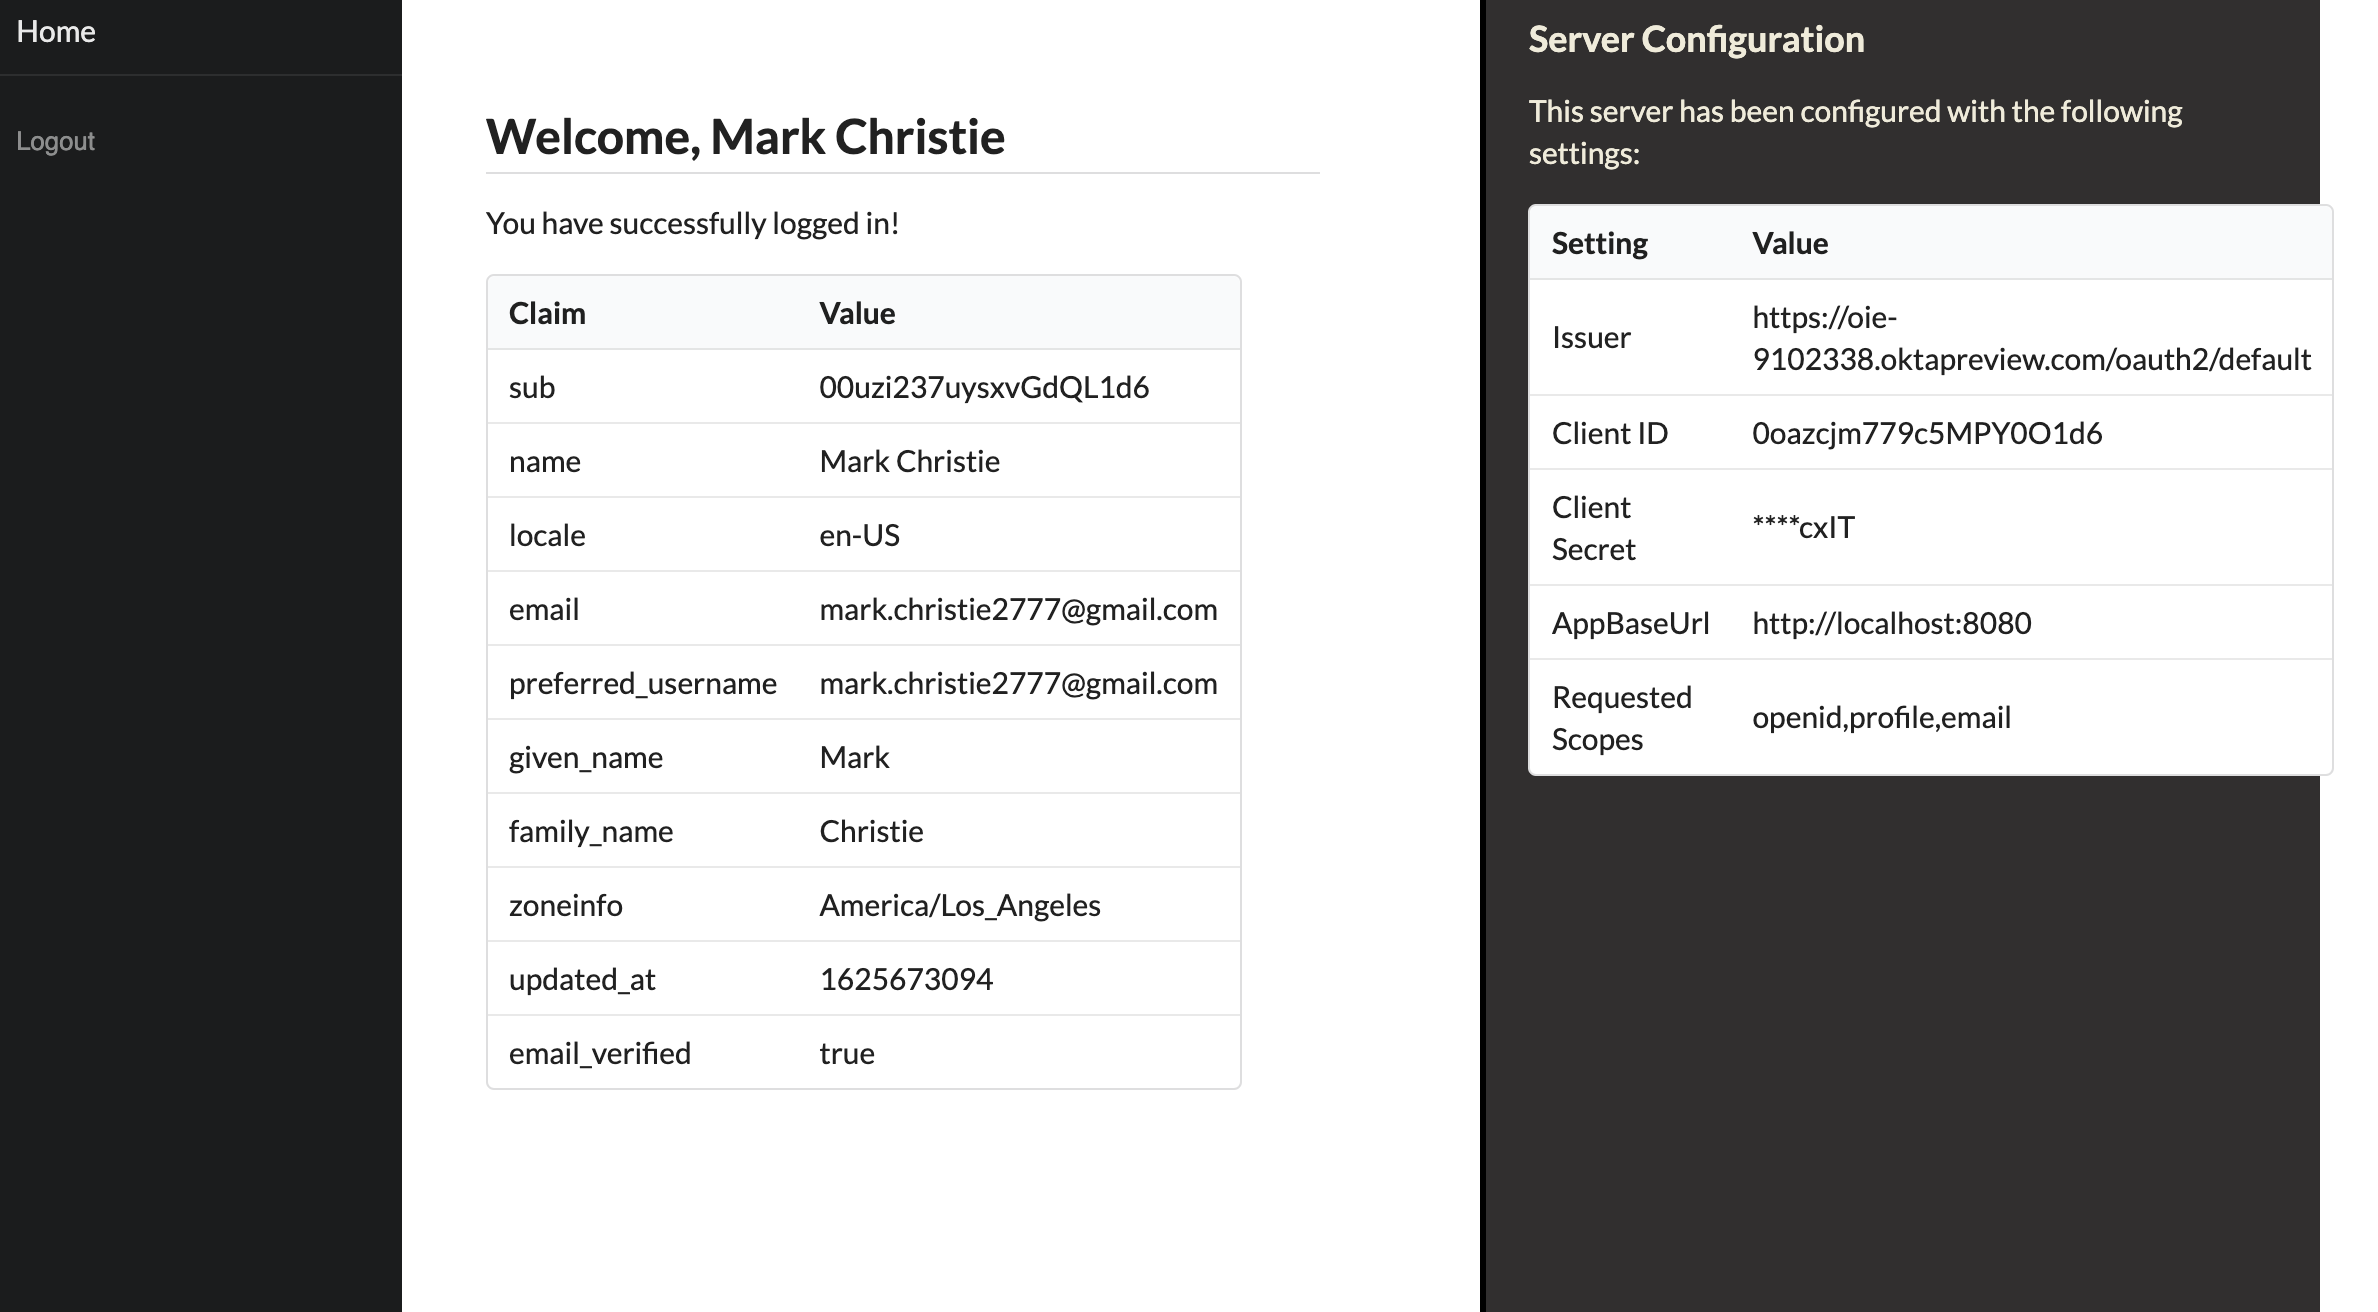 Home
Logout
Welcome, Mark Christie
You have successfully logged in!
Claim Value
sub 00uzi237uysxvGdQL1d6
name Mark Christie
locale en-US
email mark.christie2777@gmail.com
preferred_username mark.christie2777@gmail.com
given_name Mark
family_name Christie
zoneinfo America/Los_Angeles
updated_at 1625673094
email_verified true
Server Configuration
This server has been configured with the following
settings:
Setting Value
Issuer https://oie-
9102338.oktapreview.com/oauth2/default
Client ID 0oazcjm779c5MPY0O1d6
Client
Secret ****cxIT
AppBaseUrl http://localhost:8080
Requested
Scopes openid,profile,email